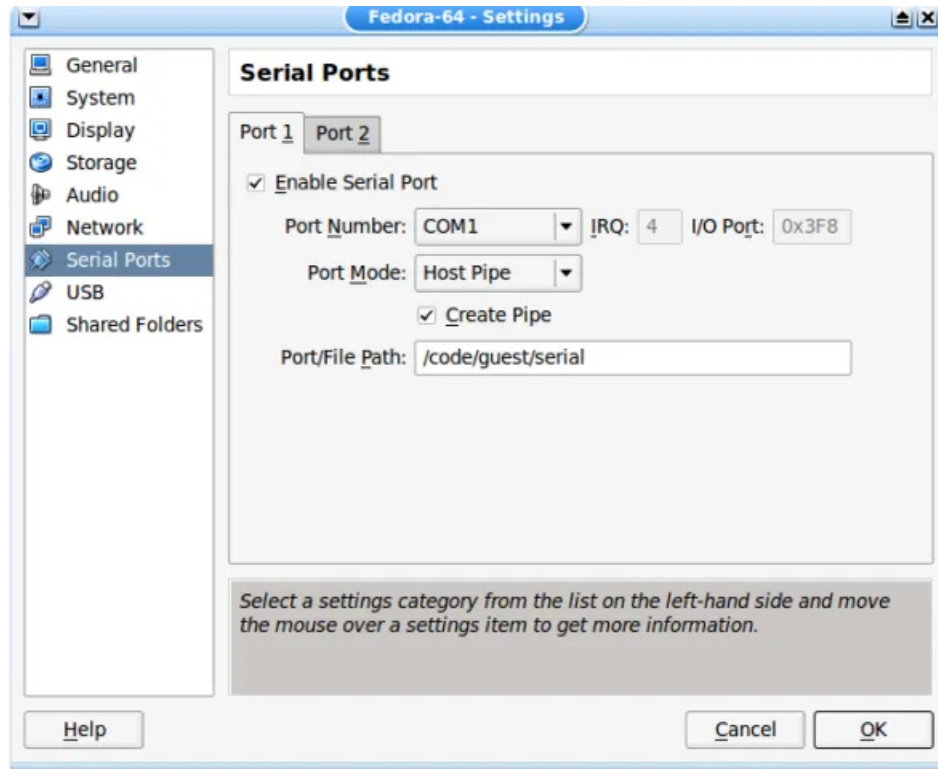 Fedora-64 - Settings
General
System
Display
Storage
Audio
Network
Serial Ports
USB
Shared Folders
Serial Ports
Port 1 Port 2
Enable Serial Port
Port Number: COM1 IRQ: 4 I/O Port: 0x3F8
Port Mode: Host Pipe
Create Pipe
Port/File Path: /code/guest/serial
Select a settings category from the list on the left-hand side and move
the mouse over a settings item to get more information.
Help Cancel OK